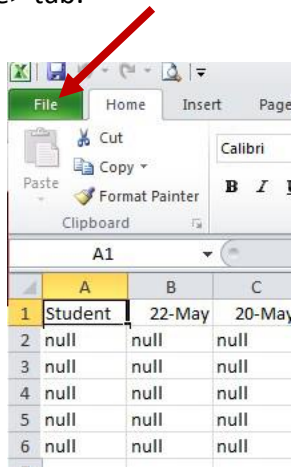 tab.
File Home Insert Page
Cut
Copy
Paste
Format Painter
Clipboard
Calibri
B I
A1
A B C
1 Student 22-May 20-May
2 null null null
3 null null null
4 null null null
5 null null null
6 null null null